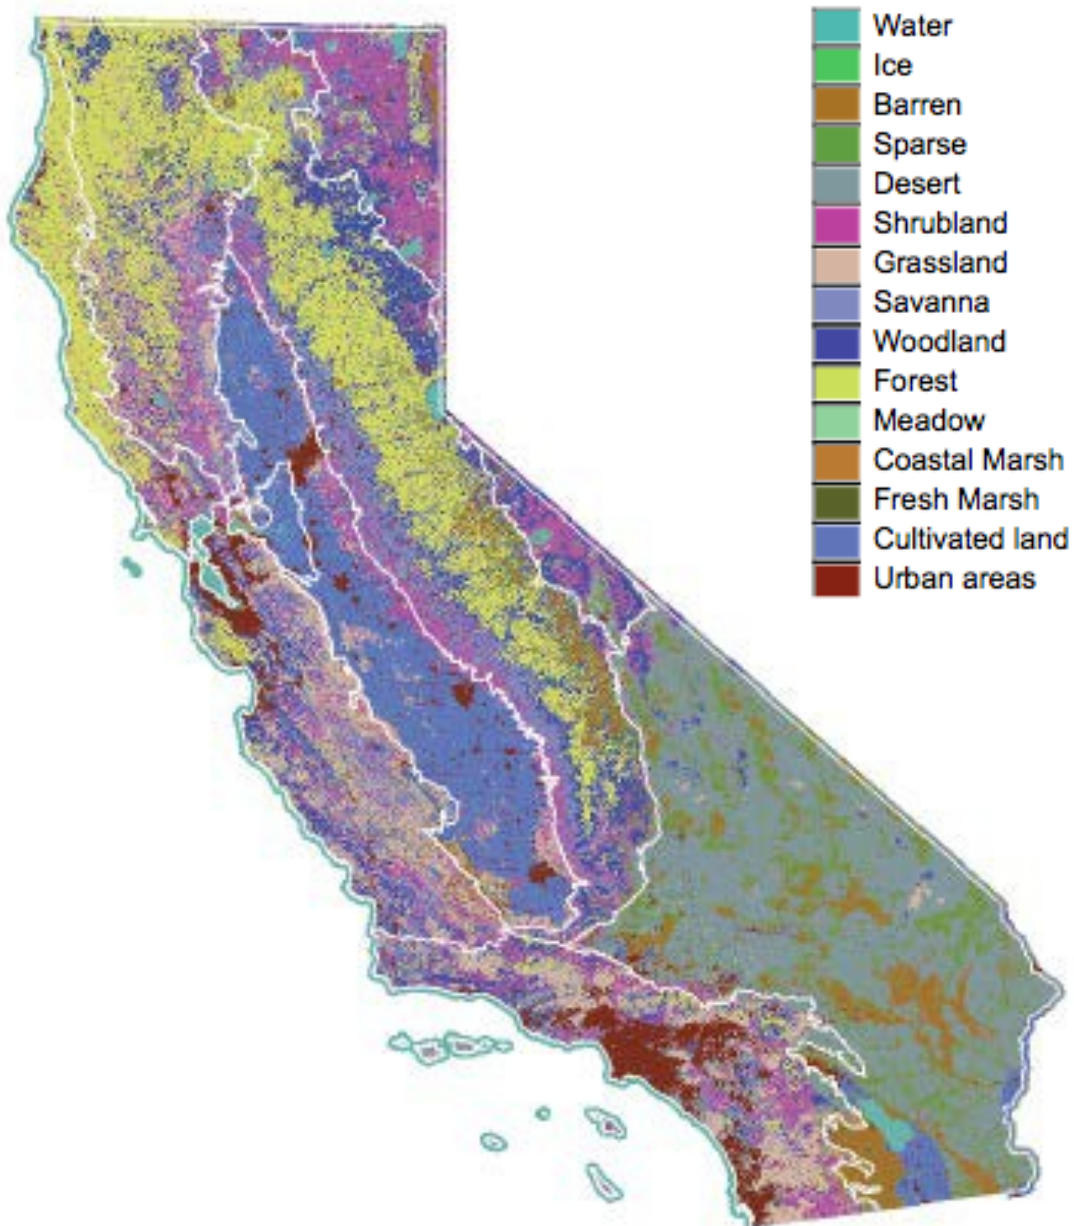 Water
Ice
Barren
Sparse
Desert
Shrubland
Grassland
Savanna
Woodland
Forest
Meadow
Coastal Marsh
Fresh Marsh
Cultivated land
Urban areas